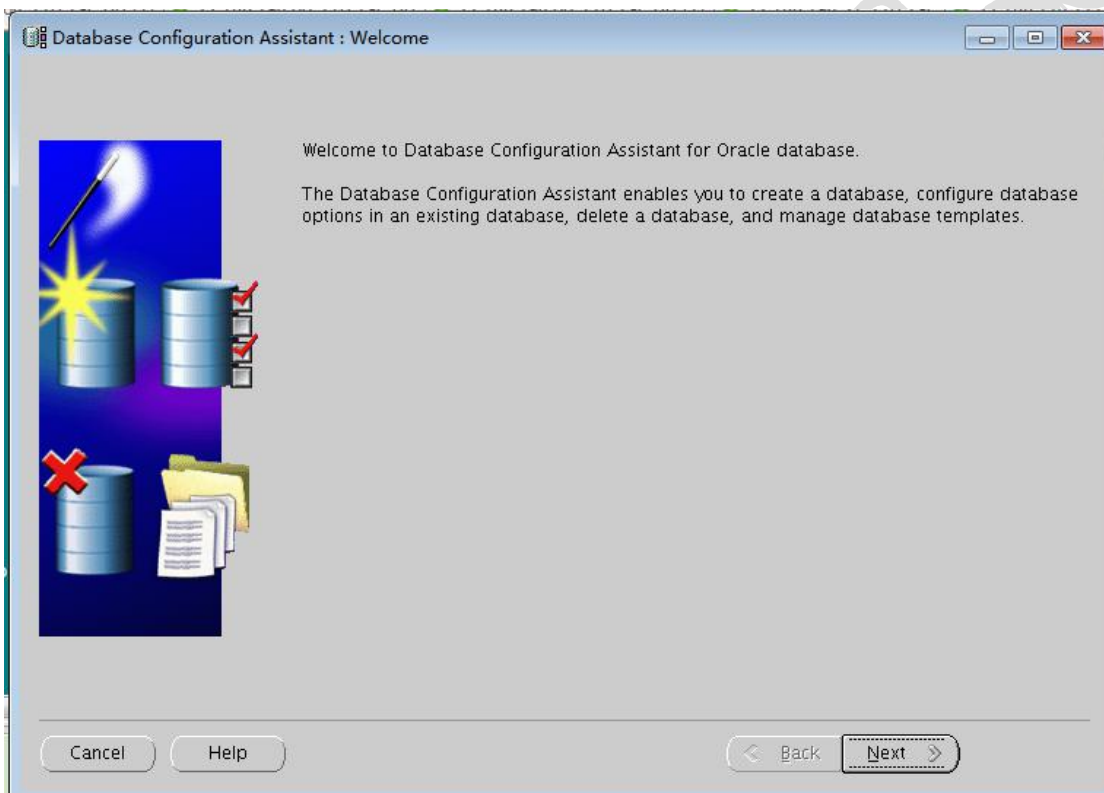 Database Configuration Assistant : Welcome
Welcome to Database Configuration Assistant for Oracle database.
The Database Configuration Assistant enables you to create a database, configure database
options in an existing database, delete a database, and manage database templates.
Cancel
Help
Back
Next